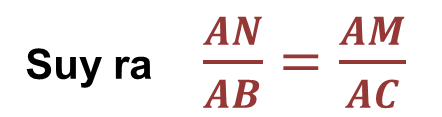 Suy ra AN/AB = AM/AC